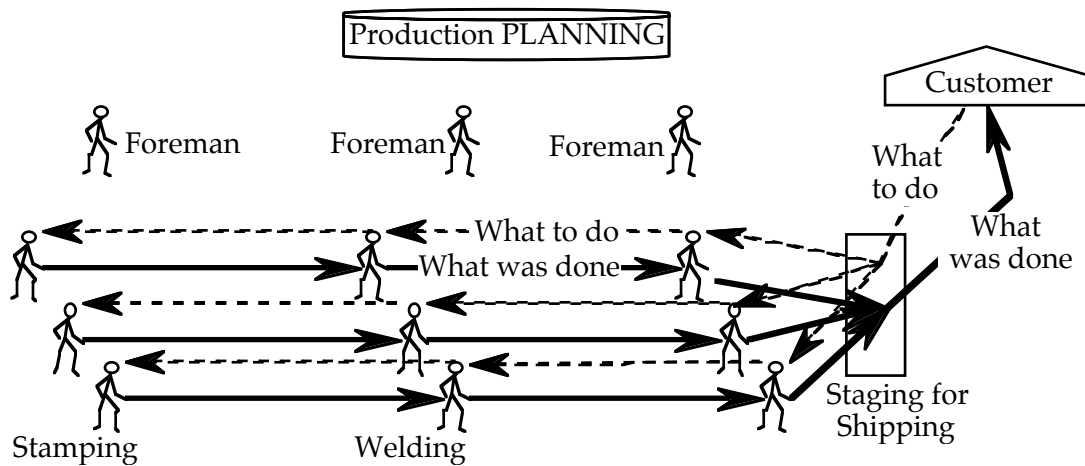 Production PLANNING
Customer
Foreman
Foreman
Foreman
What
to do
What to do
What was done
What
was done
Staging for
Shipping
Stamping
Welding